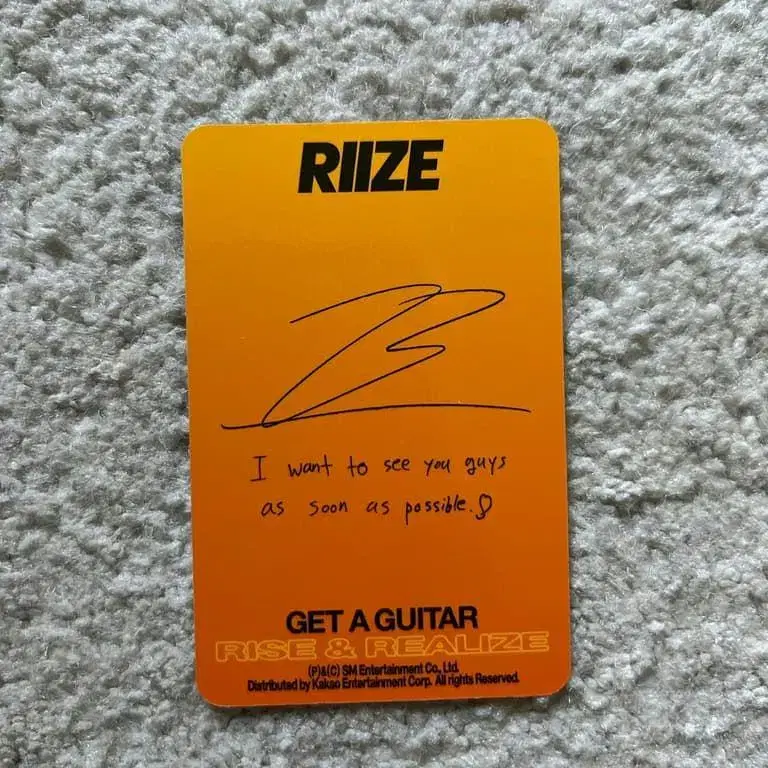 RIIZE
I want to see you guys
as soon as possible.
GET A GUITAR
RISE & REALIZE
(P)&(C) SM Entertainment Co., Ltd.
Distributed by Kakao Entertainment Corp. All rights Reserved.